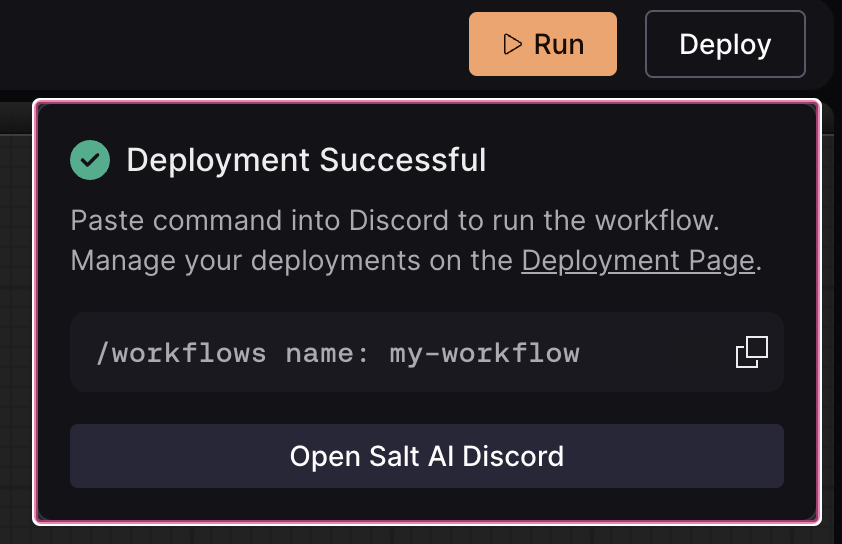 Run
Deploy
Deployment Successful
Paste command into Discord to run the workflow.
Manage your deployments on the Deployment Page.
/workflows name: my-workflow
Open Salt AI Discord